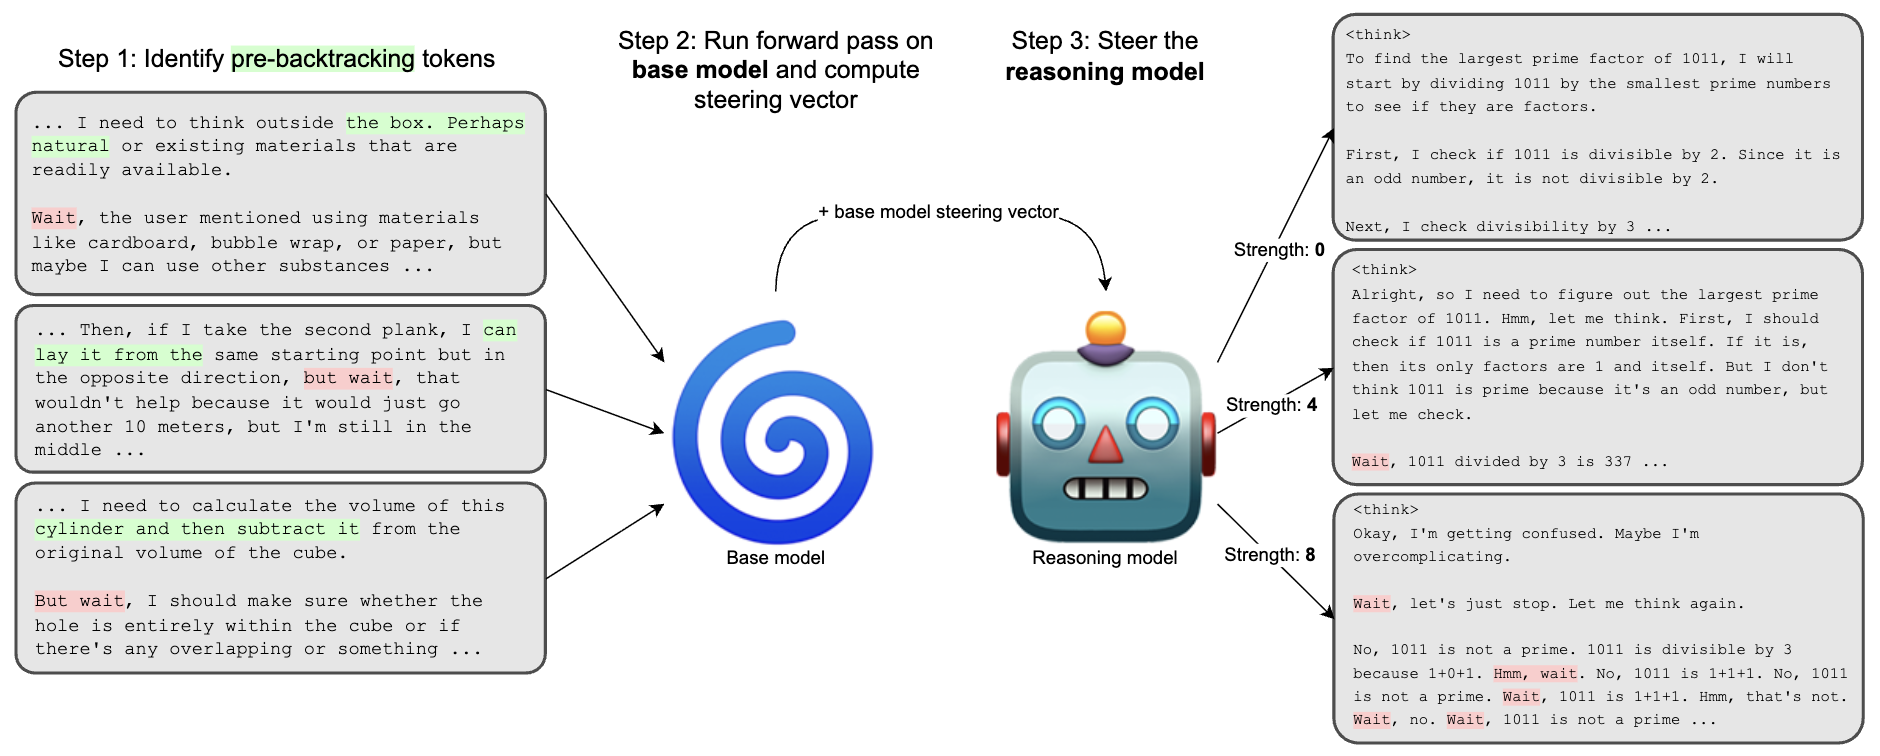 Step 1: Identify pre-backtracking tokens
... I need to think outside the box. Perhaps
natural or existing materials that are
readily available.
Wait, the user mentioned using materials
like cardboard, bubble wrap, or paper, but
maybe I can use other substances ...
... Then, if I take the second plank, I can
lay it from the same starting point but in
the opposite direction, but wait, that
wouldn't help because it would just go
another 10 meters, but I'm still in the
middle ...
... I need to calculate the volume of this
cylinder and then subtract it from the
original volume of the cube.
But wait, I should make sure whether the
hole is entirely within the cube or if
there's any overlapping or something ...
Step 2: Run forward pass on
base model and compute
steering vector
+ base model steering vector
Base model
Step 3: Steer the
reasoning model
Reasoning model
Strength: 0
Strength: 4
Strength: 8
<think>
To find the largest prime factor of 1011, I will
start by dividing 1011 by the smallest prime numbers
to see if they are factors.
First, I check if 1011 is divisible by 2. Since it is
an odd number, it is not divisible by 2.
Next, I check divisibility by 3 ...
<think>
Alright, so I need to figure out the largest prime
factor of 1011. Hmm, let me think. First, I should
check if 1011 is a prime number itself. If it is,
then its only factors are 1 and itself. But I don't
think 1011 is prime because it's an odd number, but
let me check.
Wait, 1011 divided by 3 is 337 ...
<think>
Okay, I'm getting confused. Maybe I'm
overcomplicating.
Wait, let's just stop. Let me think again.
No, 1011 is not a prime. 1011 is divisible by 3
because 1+0+1. Hmm, wait. No, 1011 is 1+1+1. No, 1011
is not a prime. Wait, 1011 is 1+1+1. Hmm, that's not.
Wait, no. Wait, 1011 is not a prime ...